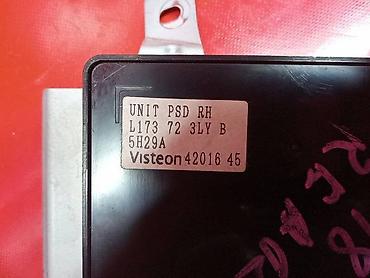 UNIT PSD RH
L173 72 3LY B
5H29A
Visteon 42016 45